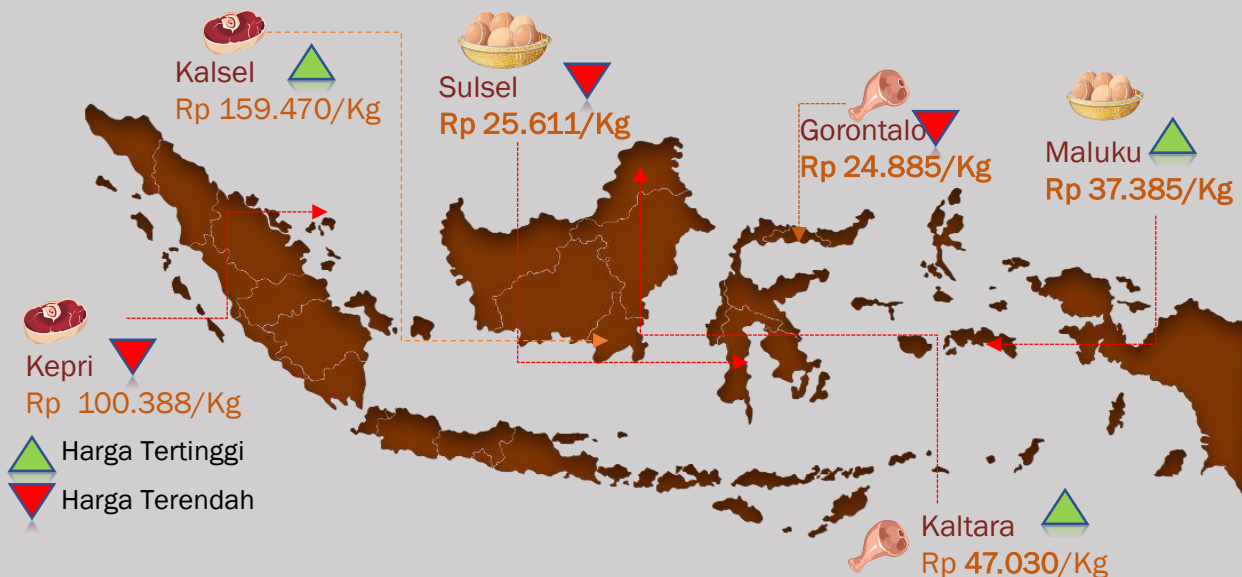 Kalsel
Rp 159.470/Kg
Sulsel
Rp 25.611/Kg
Gorontalo
Rp 24.885/Kg
Maluku
Rp 37.385/Kg
Kepri
Rp 100.388/Kg
Harga Tertinggi
Harga Terendah
Kaltara
Rp 47.030/Kg